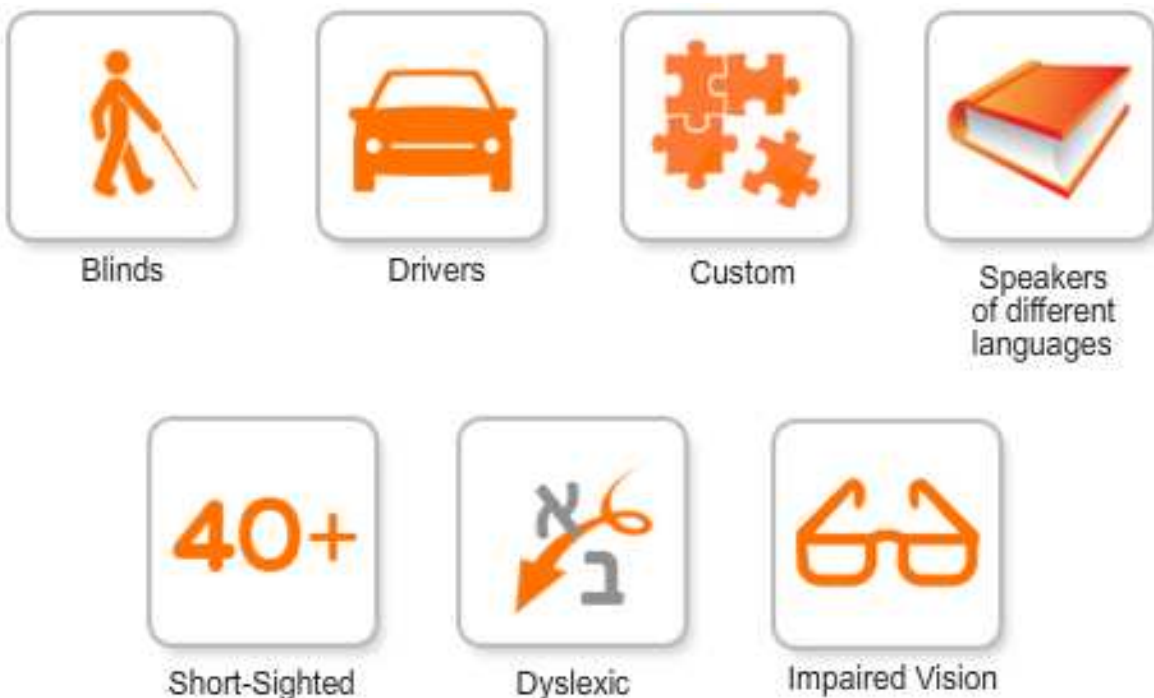 Blinds
Drivers
Custom
Speakers
of different
languages
40+
א
ב
Short-Sighted
Dyslexic
Impaired Vision